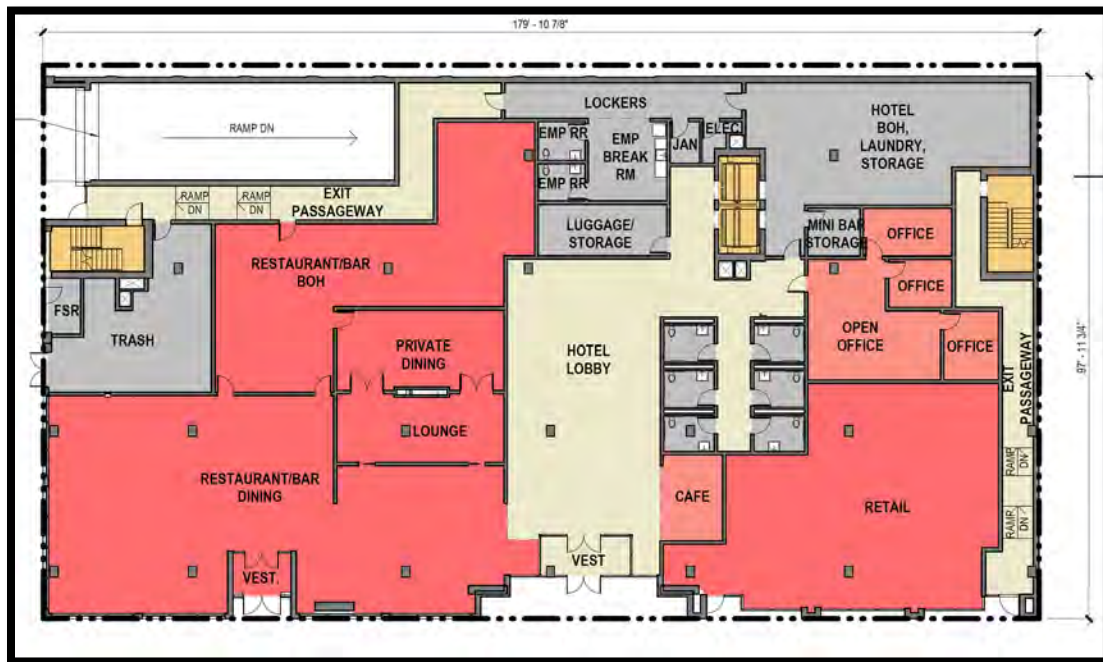 179' - 10 7/8"
LOCKERS
HOTEL
BOH,
LAUNDRY,
STORAGE
RAMP DN
EMP RR
EMP
BREAK
RM
JAN
ELEC
EMP RR
RAMP
DN
RAMP
DN
EXIT
PASSAGEWAY
LUGGAGE/
STORAGE
MINI BAR
STORAGE
OFFICE
RESTAURANT/BAR
BOH
OFFICE
FSR
TRASH
PRIVATE
DINING
HOTEL
LOBBY
OPEN
OFFICE
OFFICE
EXIT
PASSAGEWAY
97' - 11 3/4"
LOUNGE
RESTAURANT/BAR
DINING
CAFE
RETAIL
RAMP
DN
RAMP
DN
VEST.
VEST